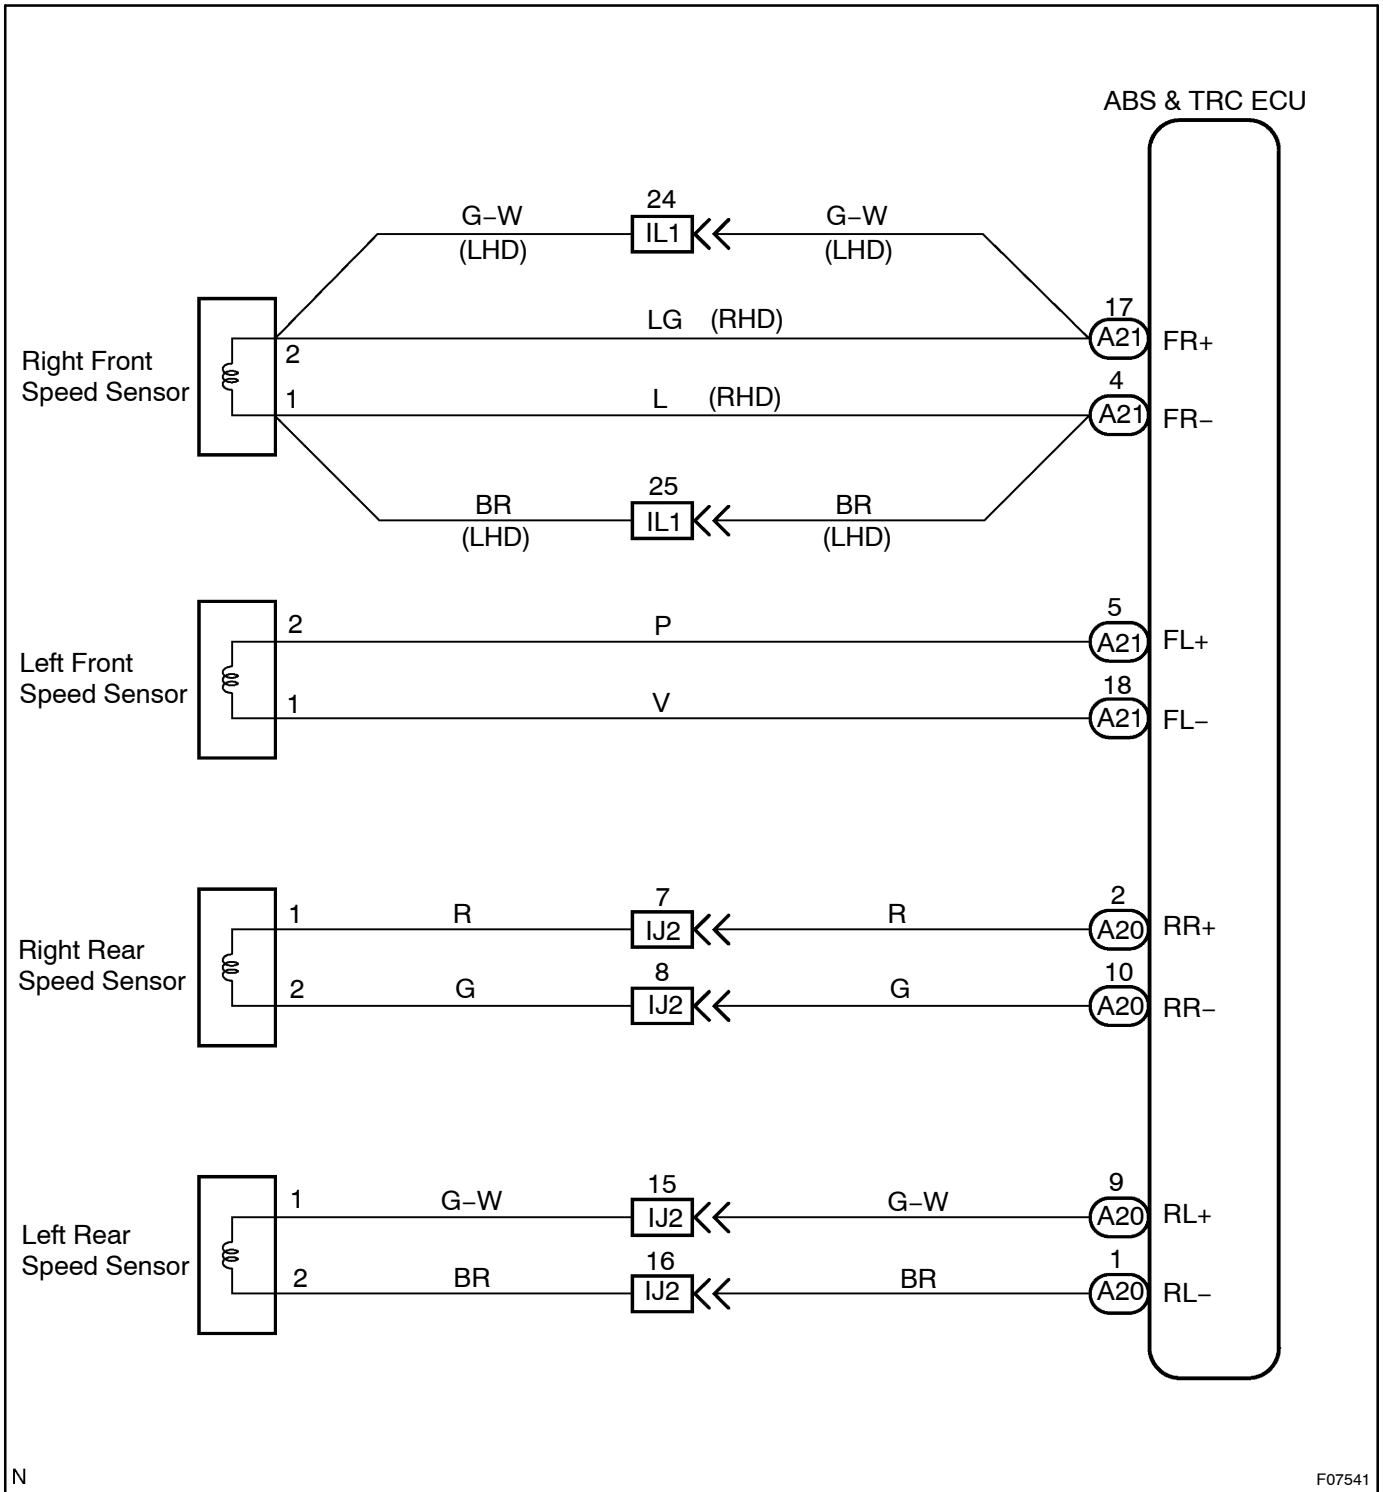 ABS & TRC ECU
24
G−W
IL1
G−W
(LHD)
(LHD)
17
LG (RHD)
A21
FR+
2
Right Front
Speed Sensor
4
1
L (RHD)
A21
FR−
25
BR
IL1
BR
(LHD)
(LHD)
5
2
P
A21
FL+
Left Front
Speed Sensor
18
1
V
A21
FL−
7
2
1
R
IJ2
R
A20
RR+
Right Rear
Speed Sensor
8
10
2
G
IJ2
G
A20
RR−
15
9
1
G−W
IJ2
G−W
A20
RL+
Left Rear
Speed Sensor
16
1
2
BR
IJ2
BR
A20
RL−
N
F07541